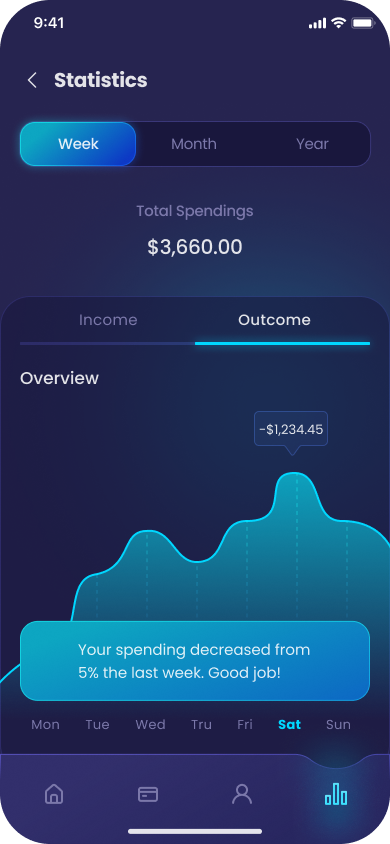 9:41
Statistics
Week Month Year
Total Spendings
$3,660.00
Income Outcome
Overview
-$1,234.45
Your spending decreased from
5% the last week. Good job!
Mon Tue Wed Tru Fri Sat Sun